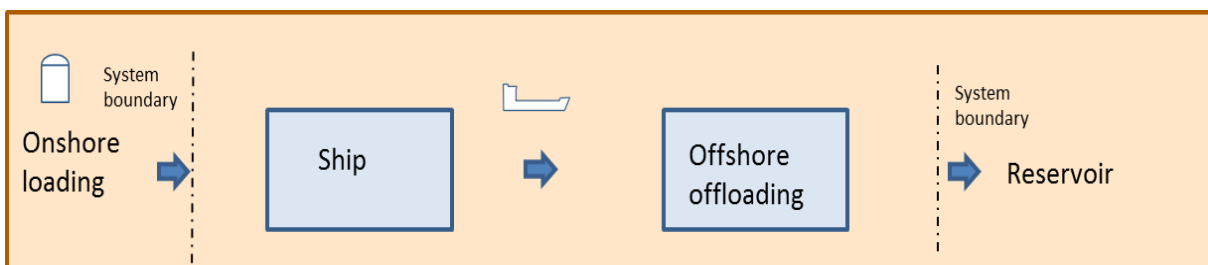 System
boundary
Onshore
loading
Ship
Offshore
offloading
System
boundary
Reservoir